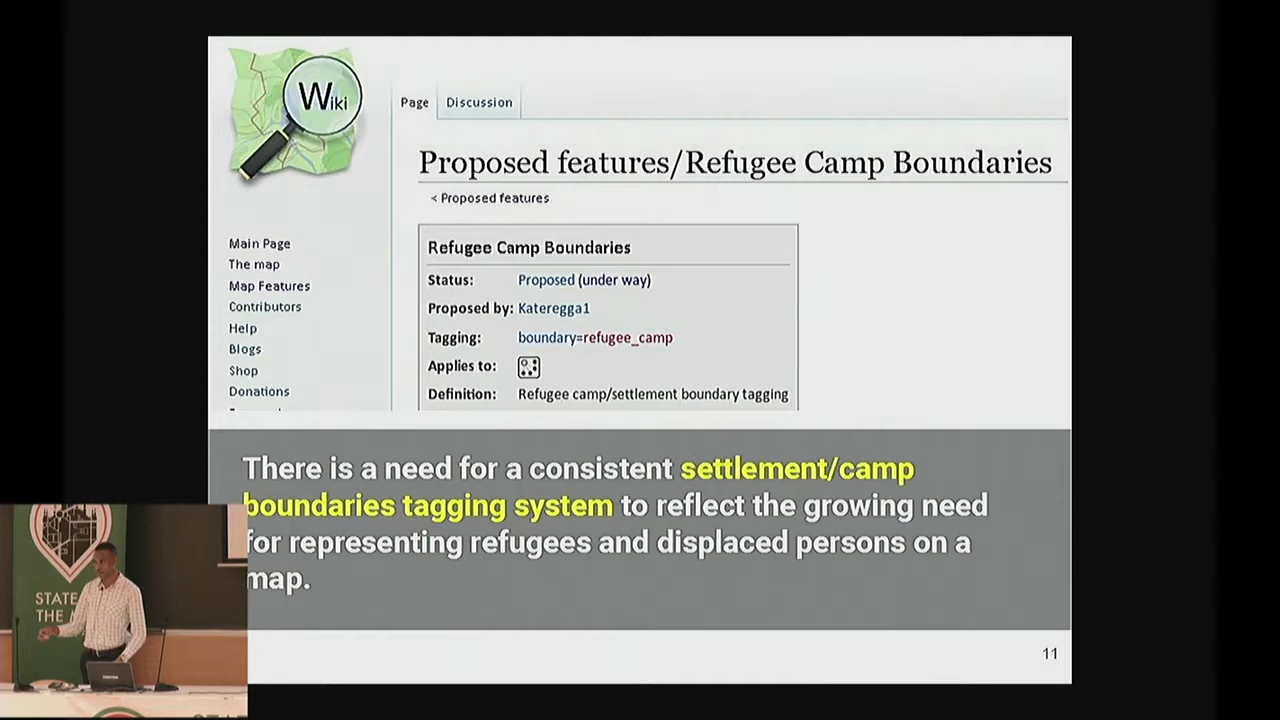 Wiki
Page
Discussion
Proposed features/Refugee Camp Boundaries
< Proposed features
Main Page
The map
Map Features
Contributors
Help
Blogs
Shop
Donations
Refugee Camp Boundaries
Status: Proposed (under way)
Proposed by: Kateregga1
Tagging: boundary=refugee_camp
Applies to:
Definition: Refugee camp/settlement boundary tagging
There is a need for a consistent settlement/camp
boundaries tagging system to reflect the growing need
for representing refugees and displaced persons on a
map.
11
STATE
THE